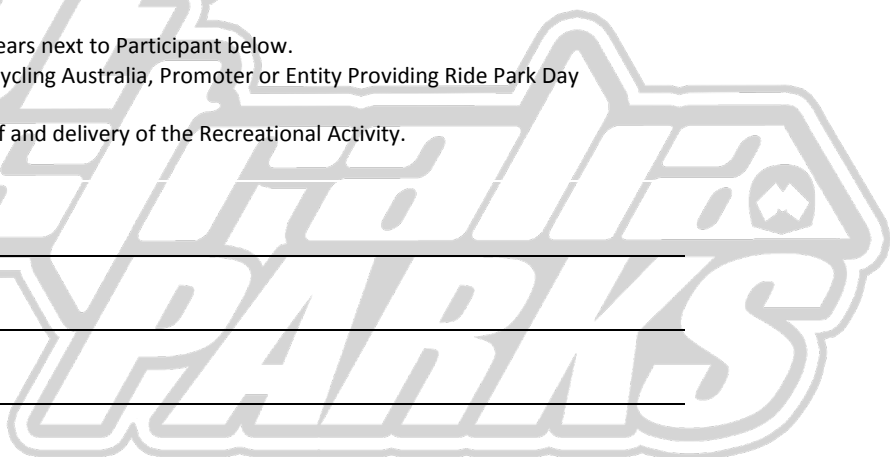 ears next to Participant below.
ycling Australia, Promoter or Entity Providing Ride Park Day
f and delivery of the Recreational Activity.
stralia
PARKS